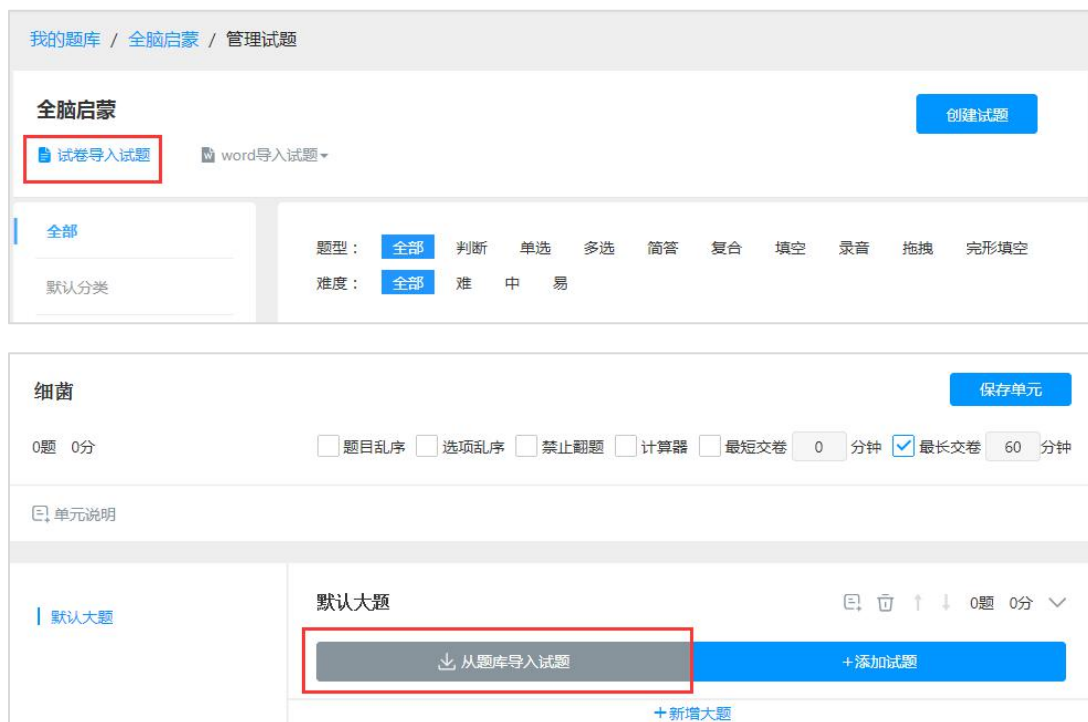 我的题库 / 全脑启蒙 / 管理试题
全脑启蒙
创建试题
试卷导入试题 word导入试题
全部
默认分类
题型： 全部 判断 单选 多选 简答 复合 填空 录音 拖拽 完形填空
难度： 全部 难 中 易
细菌
保存单元
0题 0分 题目乱序 选项乱序 禁止翻题 计算器 最短交卷 0 分钟 最长交卷 60 分钟
单元说明
默认大题
默认大题 0题 0分
从题库导入试题 +添加试题
+新增大题